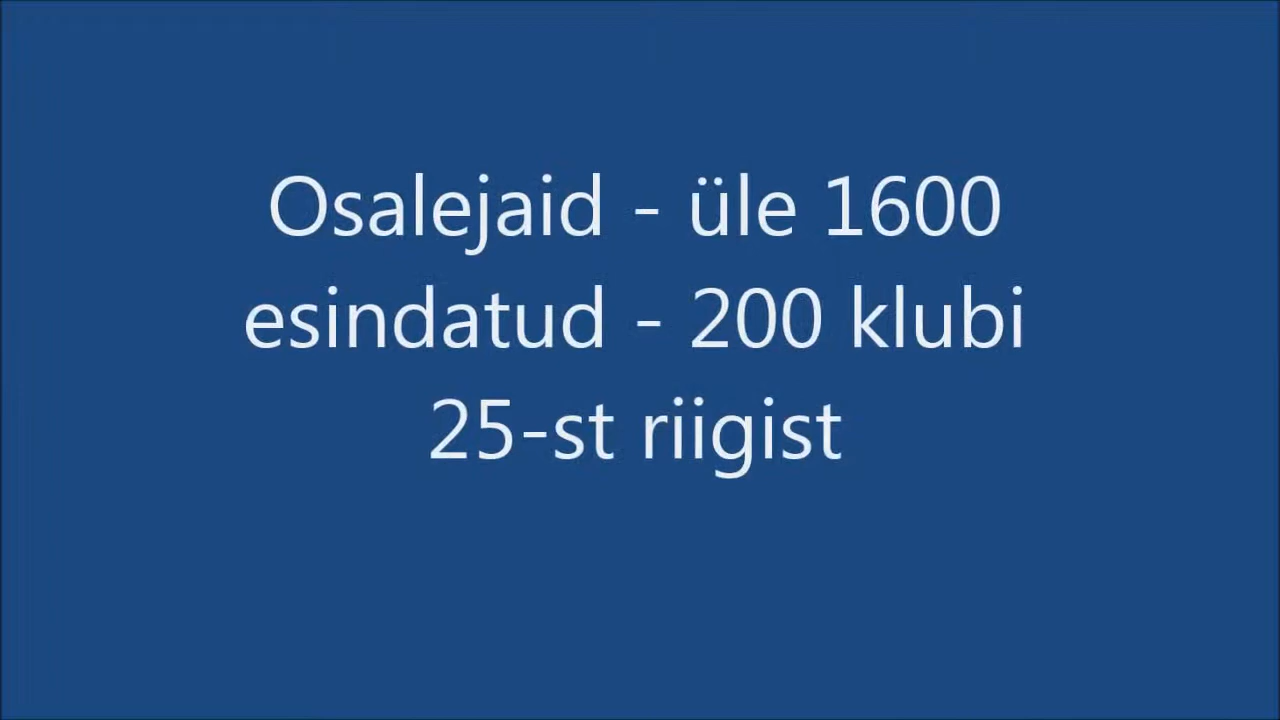 Osalejaid - üle 1600
esindatud - 200 klubi
25-st riigist